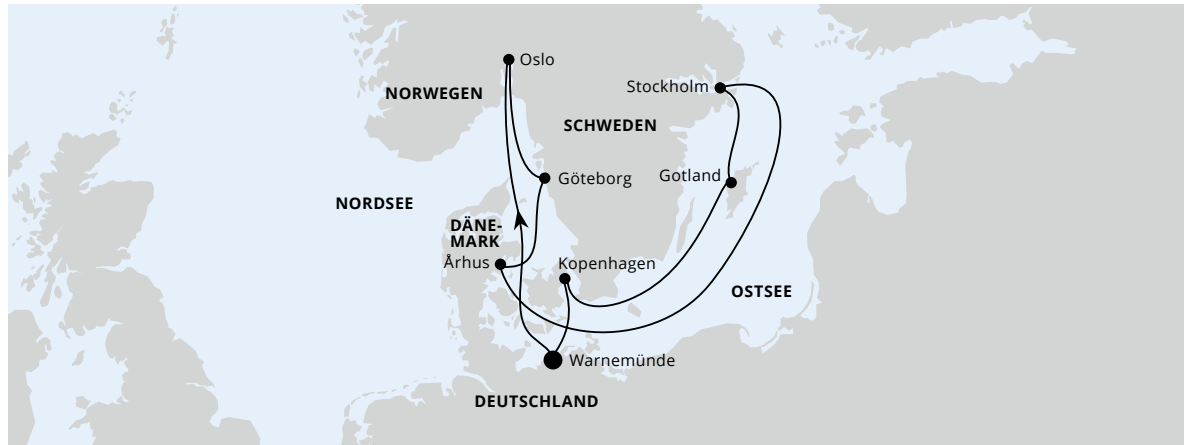 Oslo
NORWEGEN
Stockholm
SCHWEDEN
Gotland
Göteborg
NORDSEE
DÄNE-
MARK
Århus
Kopenhagen
OSTSEE
Warnemünde
DEUTSCHLAND